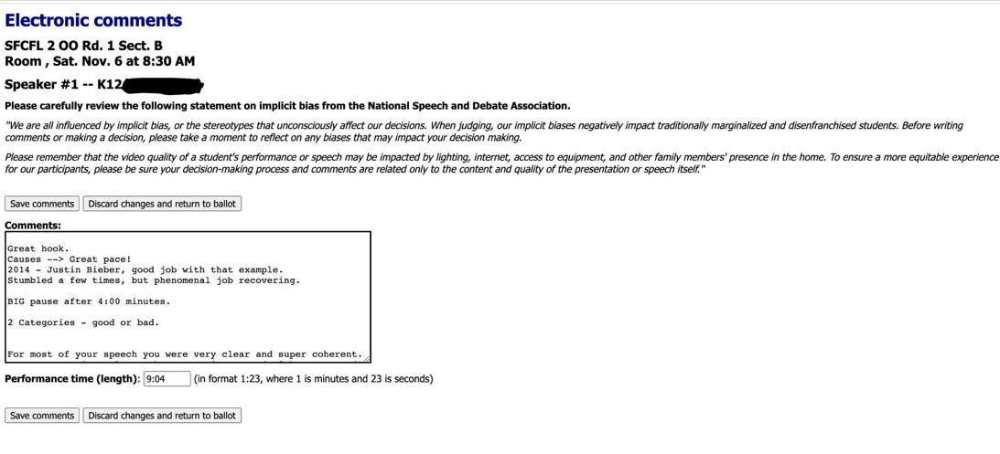 Electronic comments
SFCFL 2 OO Rd. 1 Sect. B
Room , Sat. Nov. 6 at 8:30 AM
Speaker #1 -- K12
Please carefully review the following statement on implicit bias from the National Speech and Debate Association.
"We are all influenced by implicit bias, or the stereotypes that unconsciously affect our decisions. When judging, our implicit biases negatively impact traditionally marginalized and disenfranchised students. Before writing
comments or making a decision, please take a moment to reflect on any biases that may impact your decision making.
Please remember that the video quality of a student's performance or speech may be impacted by lighting, internet, access to equipment, and other family members' presence in the home. To ensure a more equitable experience
for our participants, please be sure your decision-making process and comments are related only to the content and quality of the presentation or speech itself."
Save comments Discard changes and return to ballot
Comments:
Great hook.
Causes --> Great pace!
2014 - Justin Bieber, good job with that example.
Stumbled a few times, but phenomenal job recovering.
BIG pause after 4:00 minutes.
2 Categories - good or bad.
For most of your speech you were very clear and super coherent.
Performance time (length): 9:04 (in format 1:23, where 1 is minutes and 23 is seconds)
Save comments Discard changes and return to ballot